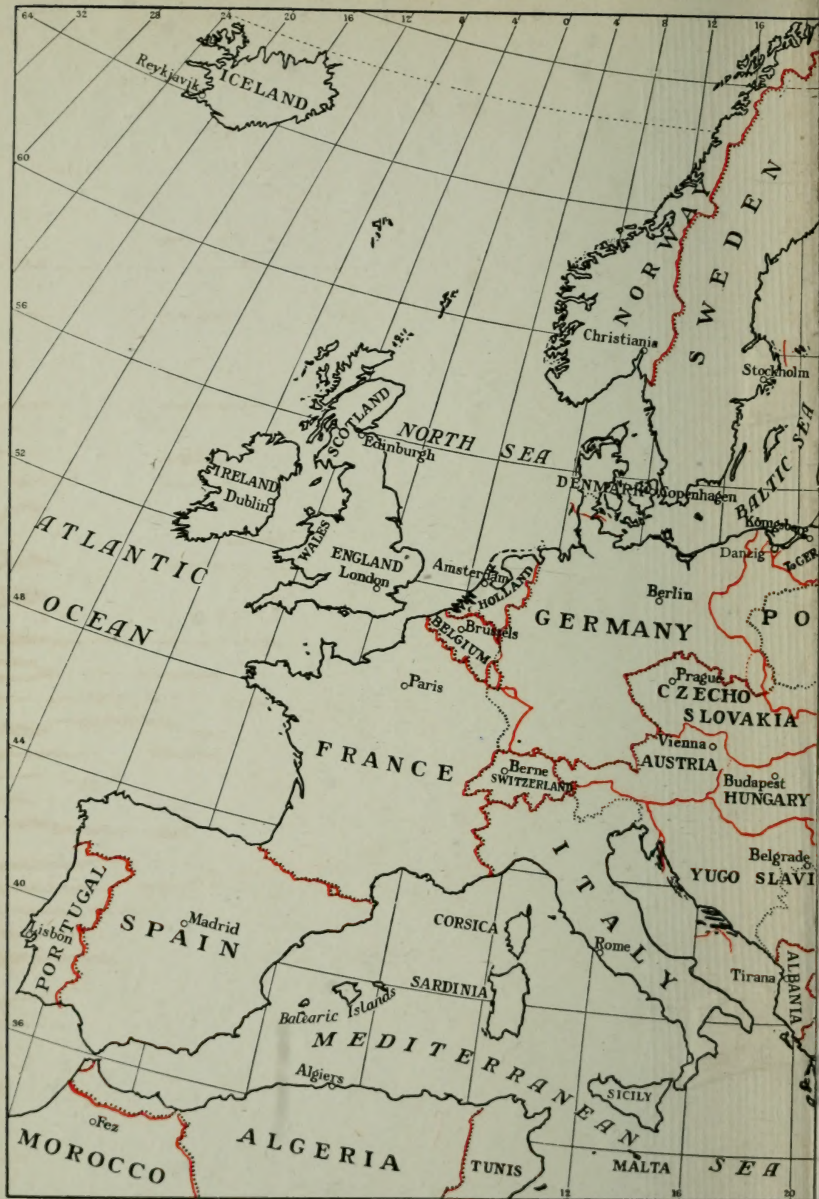 64 28 24 20 16 12 8 4 0 4 8 12 16
Reykjavik
ICELAND
60
NORWAY
SWEDEN
56
Christiania
Stockholm
SCOTLAND
NORTH SEA
Edinburgh
BALTIC SEA
52
IRELAND
Dublin
DENMARK
Copenhagen
Königsburg
Danzig
To GER
WALES
ENGLAND
London
Amsterdam
HOLLAND
Berlin
ATLANTIC
OCEAN
GERMANY
PO
48
BELGIUM
Brussels
Paris
Prague
CZECHO
SLOVAKIA
Vienna
AUSTRIA
FRANCE
Berne
SWITZERLAND
Budapest
HUNGARY
44
ITALY
Belgrade
YUGO SLAVI
40
PORTUGAL
Lisbon
SPAIN
Madrid
CORSICA
Rome
SARDINIA
Tirana
ALBANIA
Balearic Islands
36
MEDITERRANEAN
SEA
Algiers
SICILY
Fez
MOROCCO
ALGERIA
TUNIS
MALTA
12 16 20